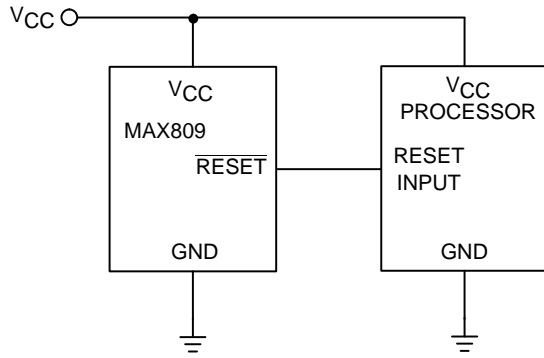 VCC
VCC
MAX809
RESET
GND
VCC
PROCESSOR
RESET
INPUT
GND